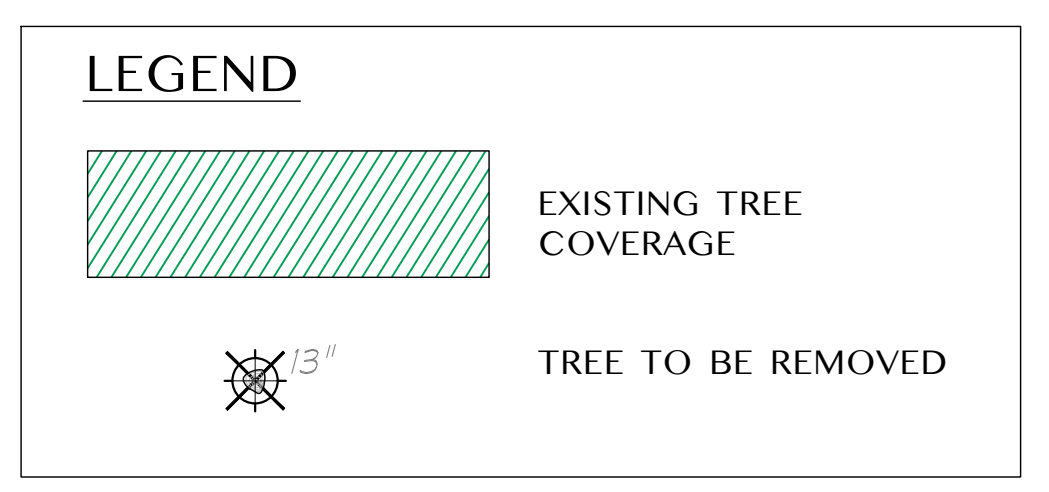 LEGEND
EXISTING TREE
COVERAGE
13"
TREE TO BE REMOVED